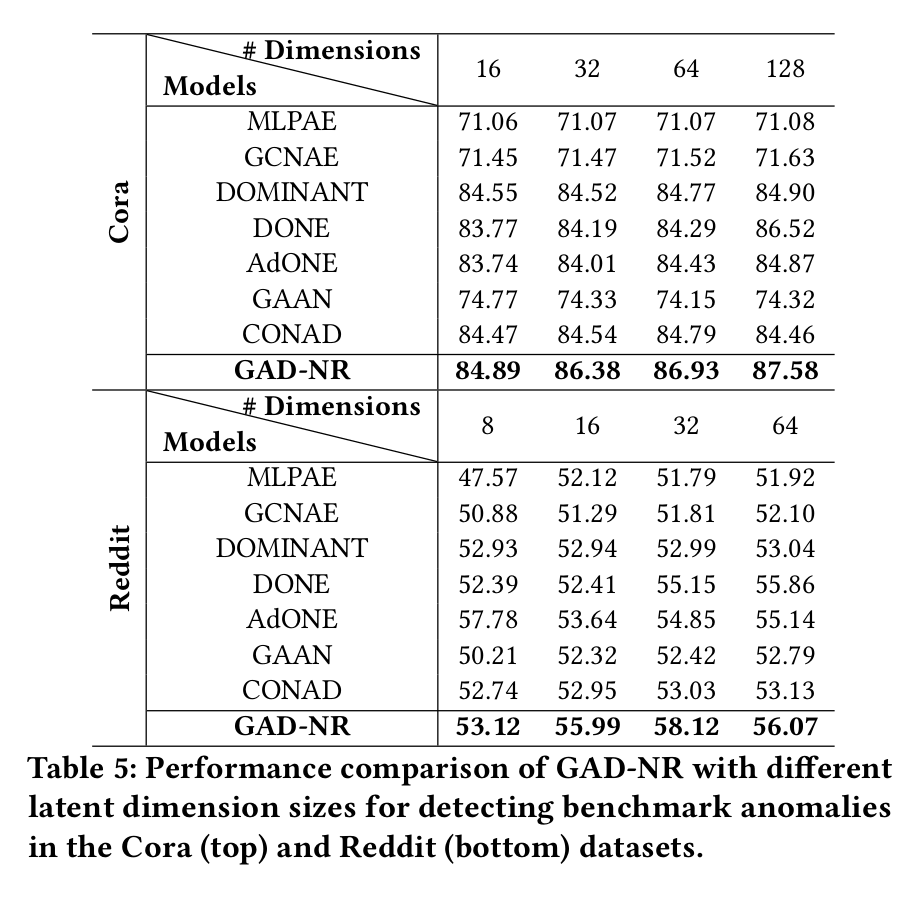 # Dimensions
Models 16 32 64 128
Cora
MLPAE 71.06 71.07 71.07 71.08
GCNAE 71.45 71.47 71.52 71.63
DOMINANT 84.55 84.52 84.77 84.90
DONE 83.77 84.19 84.29 86.52
AdONE 83.74 84.01 84.43 84.87
GAAN 74.77 74.33 74.15 74.32
CONAD 84.47 84.54 84.79 84.46
GAD-NR 84.89 86.38 86.93 87.58
# Dimensions
Models 8 16 32 64
Reddit
MLPAE 47.57 52.12 51.79 51.92
GCNAE 50.88 51.29 51.81 52.10
DOMINANT 52.93 52.94 52.99 53.04
DONE 52.39 52.41 55.15 55.86
AdONE 57.78 53.64 54.85 55.14
GAAN 50.21 52.32 52.42 52.79
CONAD 52.74 52.95 53.03 53.13
GAD-NR 53.12 55.99 58.12 56.07
Table 5: Performance comparison of GAD-NR with different
latent dimension sizes for detecting benchmark anomalies
in the Cora (top) and Reddit (bottom) datasets.